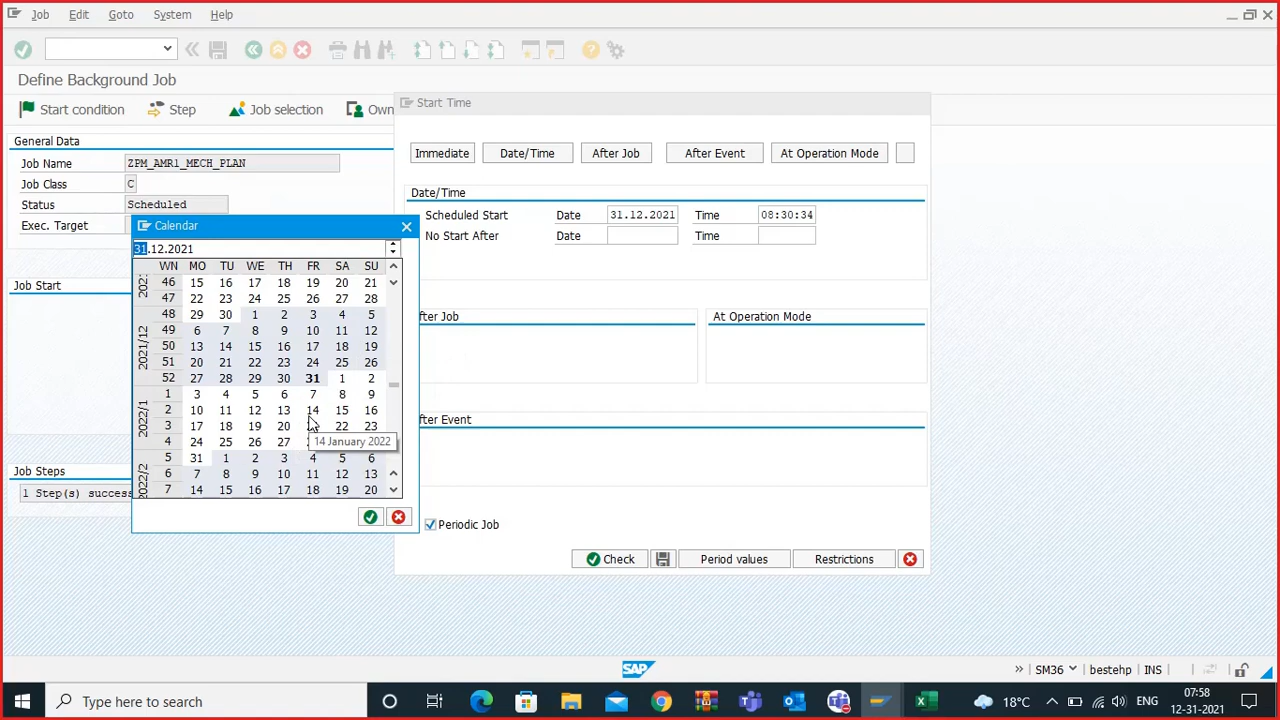 Job Edit Goto System Help
Define Background Job
Start condition Step Job selection Own
Start Time
General Data
Job Name ZPM_AMR1_MECH_PLAN
Job Class C
Status Scheduled
Exec. Target
Immediate Date/Time After Job After Event At Operation Mode
Date/Time
Scheduled Start Date 31.12.2021 Time 08:30:34
No Start After Date Time
Calendar
31.12.2021
WN MO TU WE TH FR SA SU
46 15 16 17 18 19 20 21
47 22 23 24 25 26 27 28
48 29 30 1 2 3 4 5
2021/12
49 6 7 8 9 10 11 12
50 13 14 15 16 17 18 19
51 20 21 22 23 24 25 26
52 27 28 29 30 31 1 2
2022/1
1 3 4 5 6 7 8 9
2 10 11 12 13 14 15 16
3 17 18 19 20 22 23
4 24 25 26 27
14 January 2022
2022/2
5 31 1 2 3 4 5 6
6 7 8 9 10 11 12 13
7 14 15 16 17 18 19 20
Job Start
After Job
At Operation Mode
After Event
Job Steps
1 Step(s) success
Periodic Job
Check Period values Restrictions
SAP
» SM36 bestehp INS
Type here to search
18°C ENG 07:58
12-31-2021